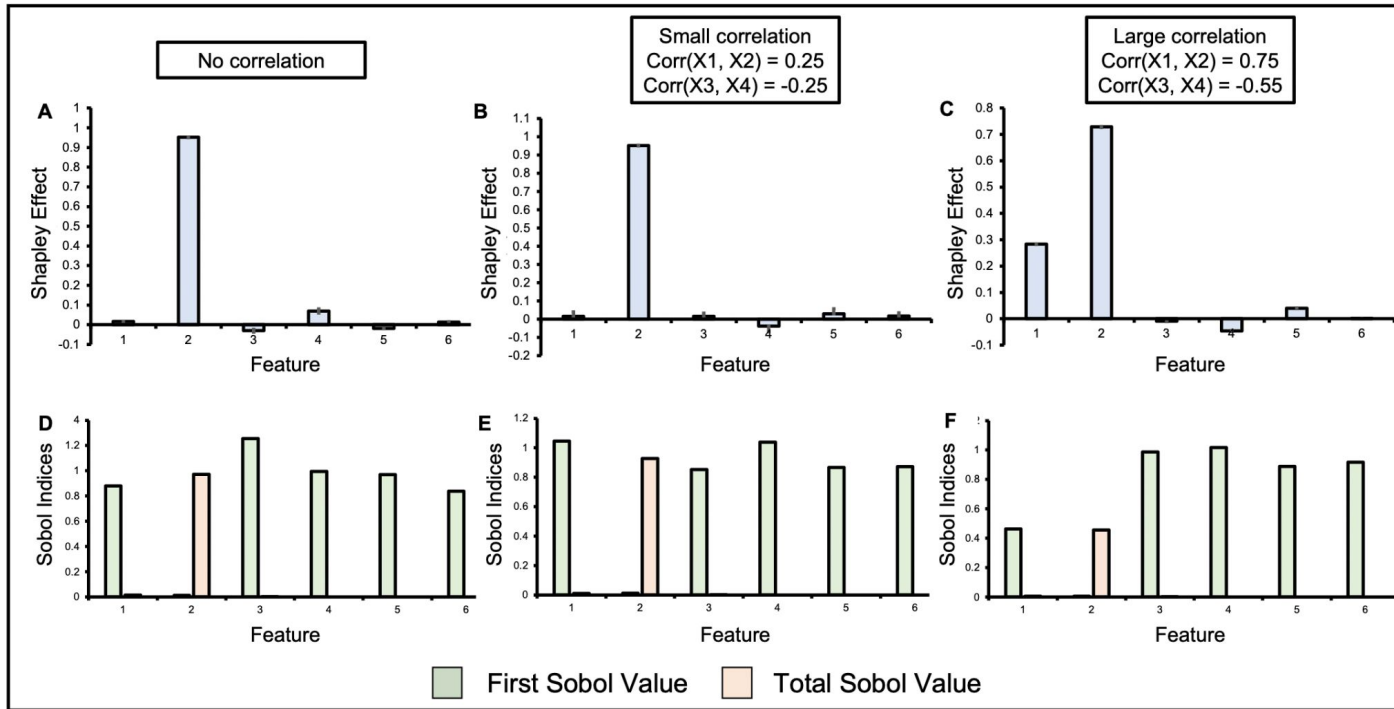 No correlation
Small correlation
Corr(X1, X2) = 0.25
Corr(X3, X4) = -0.25
Large correlation
Corr(X1, X2) = 0.75
Corr(X3, X4) = -0.55
A
Shapley Effect
1
1
0.9
0.8
0.7
0.6
0.5
0.4
0.3
0.2
0.1
0
-0.1
1 2 3 4 5 6
Feature
B
Shapley Effect
1.1
1
0.9
0.8
0.7
0.6
0.5
0.4
0.3
0.2
0.1
0
-0.1
-0.2
1 2 3 4 5 6
Feature
C
Shapley Effect
0.8
0.7
0.6
0.5
0.4
0.3
0.2
0.1
0
-0.1
1 2 3 4 5 6
Feature
D
Sobol Indices
4
1.2
1
0.8
0.6
0.4
0.2
0
1 2 3 4 5 6
Feature
E
Sobol Indices
1.2
1
0.8
0.6
0.4
0.2
0
1 2 3 4 5 6
Feature
F
Sobol Indices
1
0.8
0.6
0.4
0.2
0
1 2 3 4 5 6
Feature
First Sobol Value
Total Sobol Value